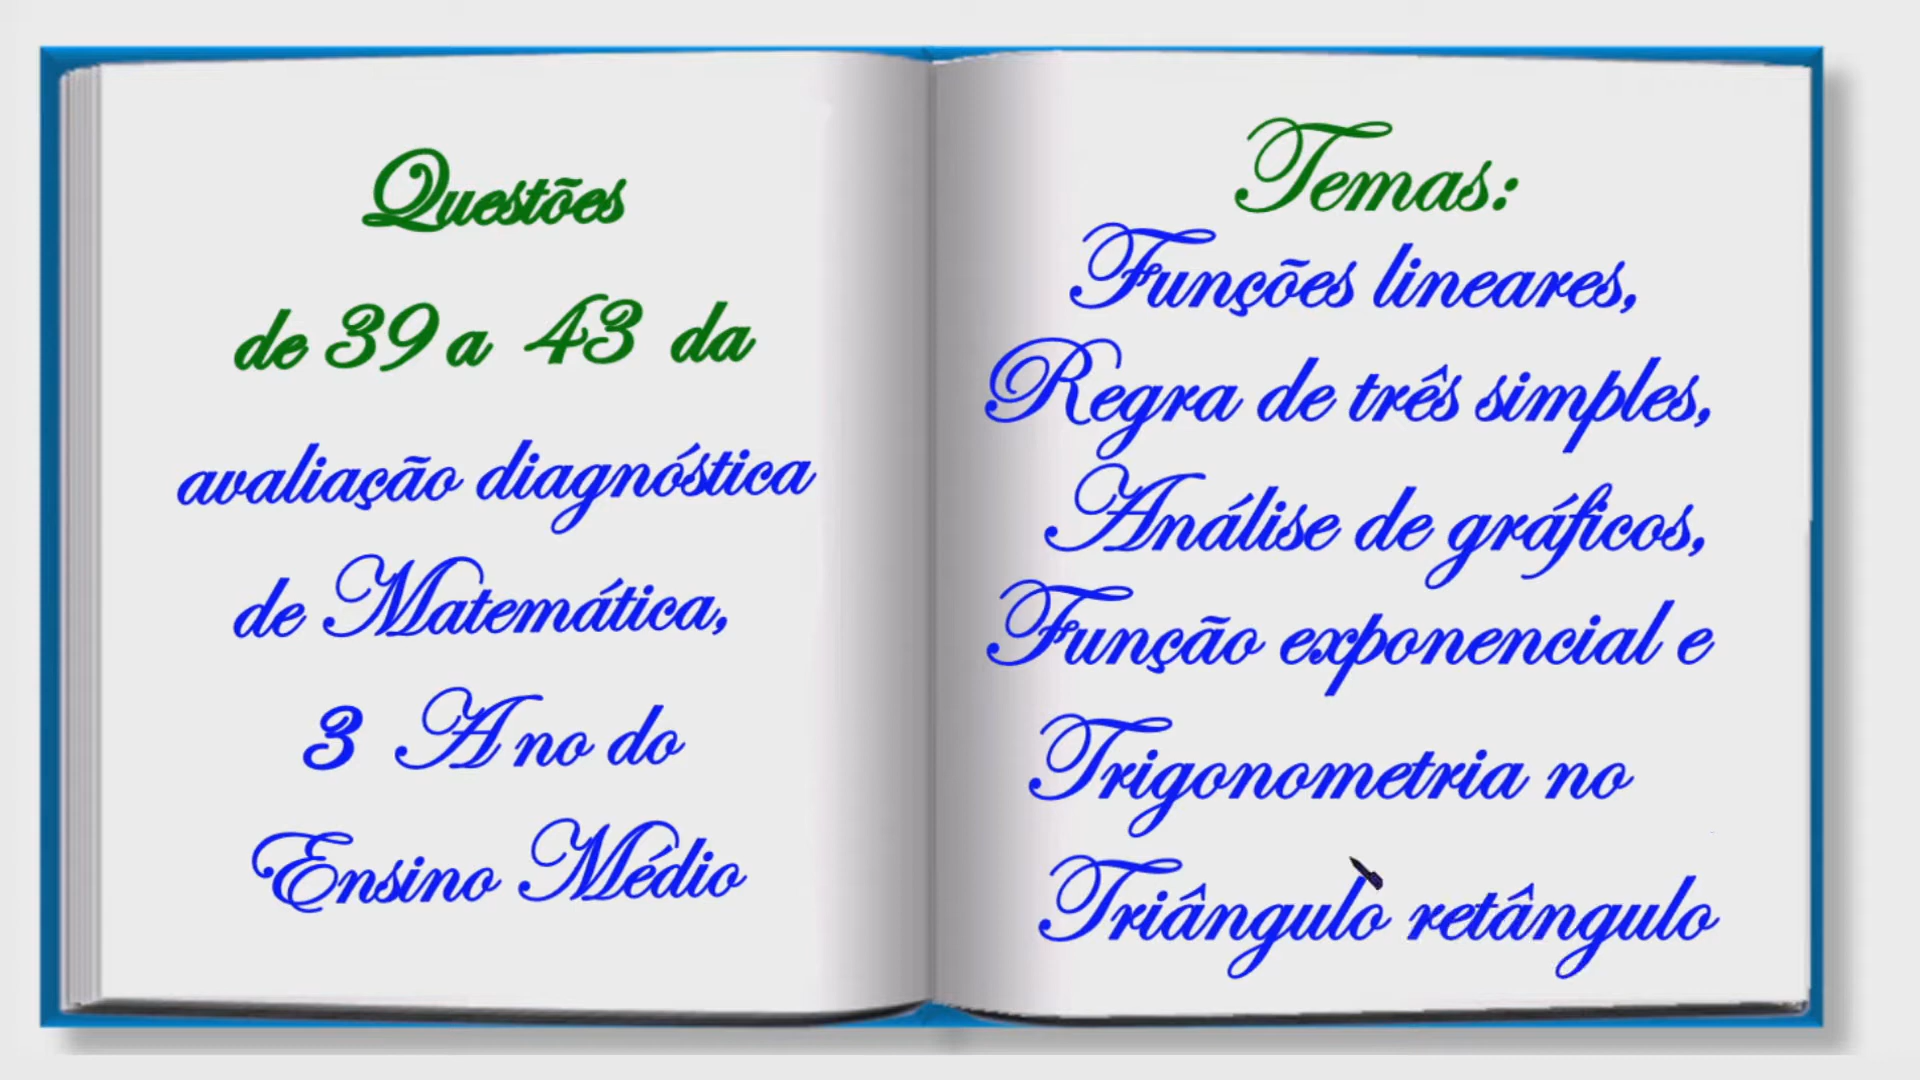 Questões
de 39 a 43 da
avaliação diagnóstica
de Matemática,
3 Ano do
Ensino Médio
Temas:
Funções lineares,
Regra de três simples,
Análise de gráficos,
Função exponencial e
Trigonometria no
Triângulo retângulo